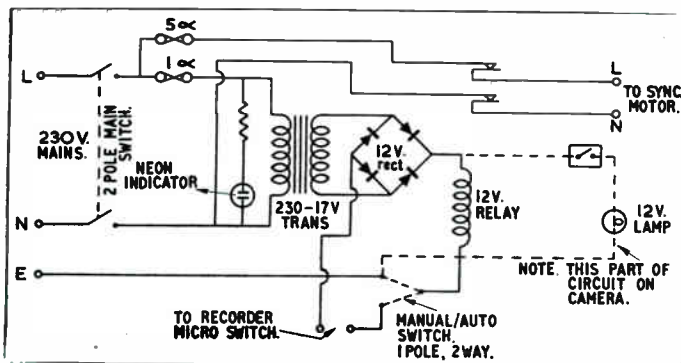 5∝
L
1∝
L
TO SYNC
MOTOR.
N
230V.
MAINS.
2 POLE MAIN
SWITCH.
NEON
INDICATOR
12V.
rect.
230-17V
TRANS
12V.
RELAY
12V.
LAMP
N
NOTE. THIS PART OF
CIRCUIT ON
CAMERA.
E
TO RECORDER
MICRO SWITCH.
MANUAL/AUTO
SWITCH.
1 POLE, 2WAY.